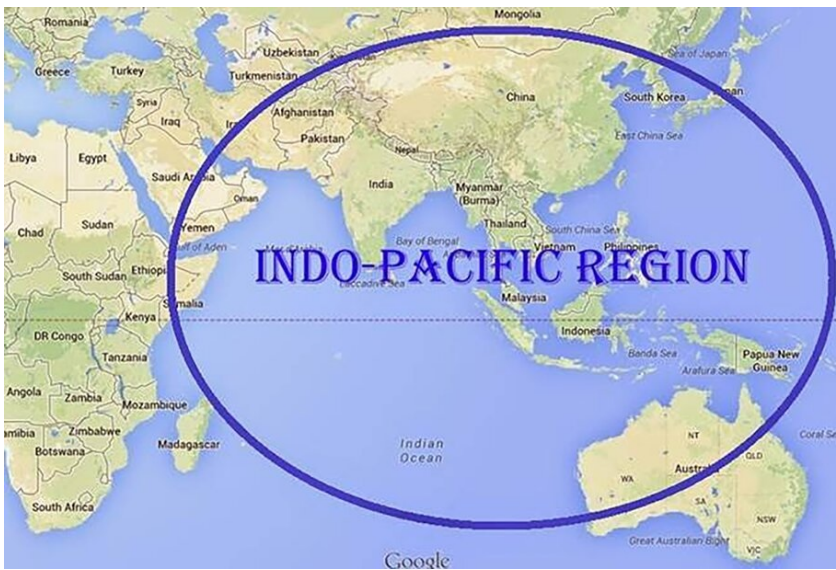 Romania
Mongolia
Uzbekistan
Sea of Japan
Greece
Turkey
Turkmenistan
China
South Korea
Syria
Afghanistan
Iraq
Pakistan
East China Sea
Libya
Egypt
Nepal
Saudi Arabia
India
Myanmar
(Burma)
Oman
Chad
Sudan
Yemen
Thailand
South China Sea
Gulf of Aden
Bay of Bengal
Vietnam
Philippines
INDO-PACIFIC REGION
South Sudan
Ethiopia
Laccadive Sea
Malaysia
Somalia
Kenya
Indonesia
DR Congo
Banda Sea
Papua New
Guinea
Tanzania
Arafura Sea
Angola
Zambia
Mozambique
Zimbabwe
Madagascar
Botswana
Indian
Ocean
NT
QLD
Coral Se
Australia
WA
SA
South Africa
NSW
Great Australian Bight
VIC
Google